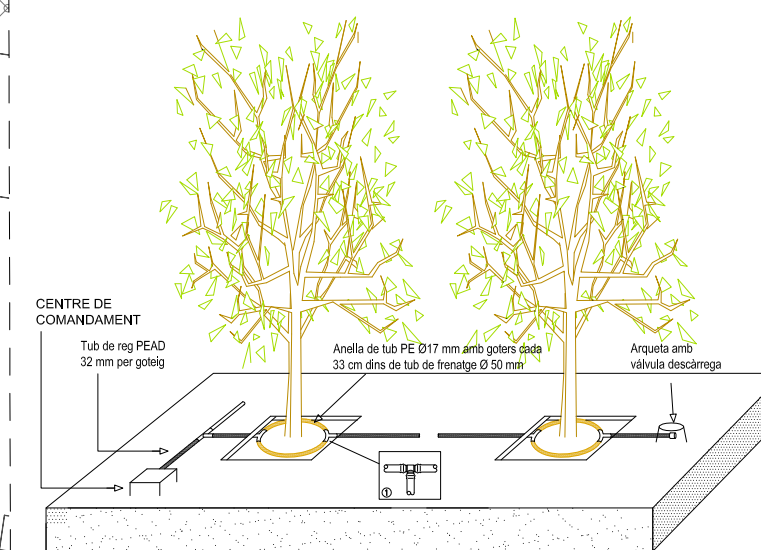 CENTRE DE
COMANDAMENT
Tub de reg PEAD
32 mm per goteig
Anella de tub PE Ø17 mm amb goters cada
33 cm dins de tub de frenatge Ø 50 mm
Arqueta amb
válvula descàrrega
①